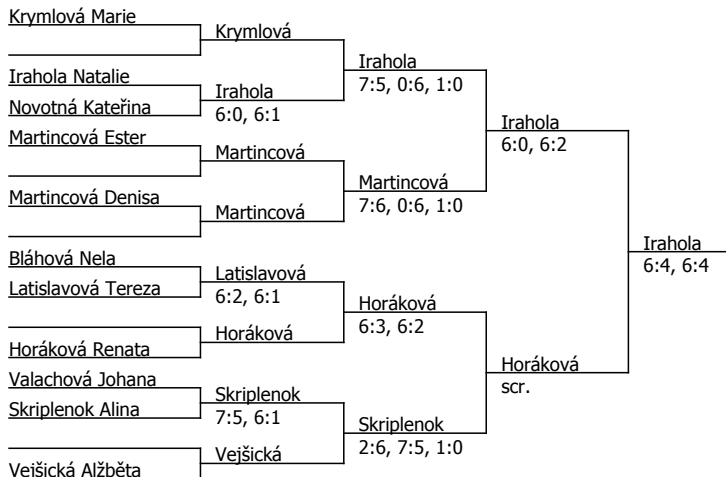 Krymlová Marie
Krymlová
Irahola
7:5, 0:6, 1:0
Irahola Natalie
Irahola
6:0, 6:1
Novotná Kateřina
Irahola
6:0, 6:2
Martincová Ester
Martincová
Martincová
7:6, 0:6, 1:0
Martincová Denisa
Martincová
Irahola
6:4, 6:4
Bláhová Nela
Latislavová
6:2, 6:1
Latislavová Tereza
Horáková
6:3, 6:2
Horáková
Horáková Renata
Horáková
scr.
Valachová Johana
Skriplenok
7:5, 6:1
Skriplenok Alina
Skriplenok
2:6, 7:5, 1:0
Vejšická
Vejšická Alžběta